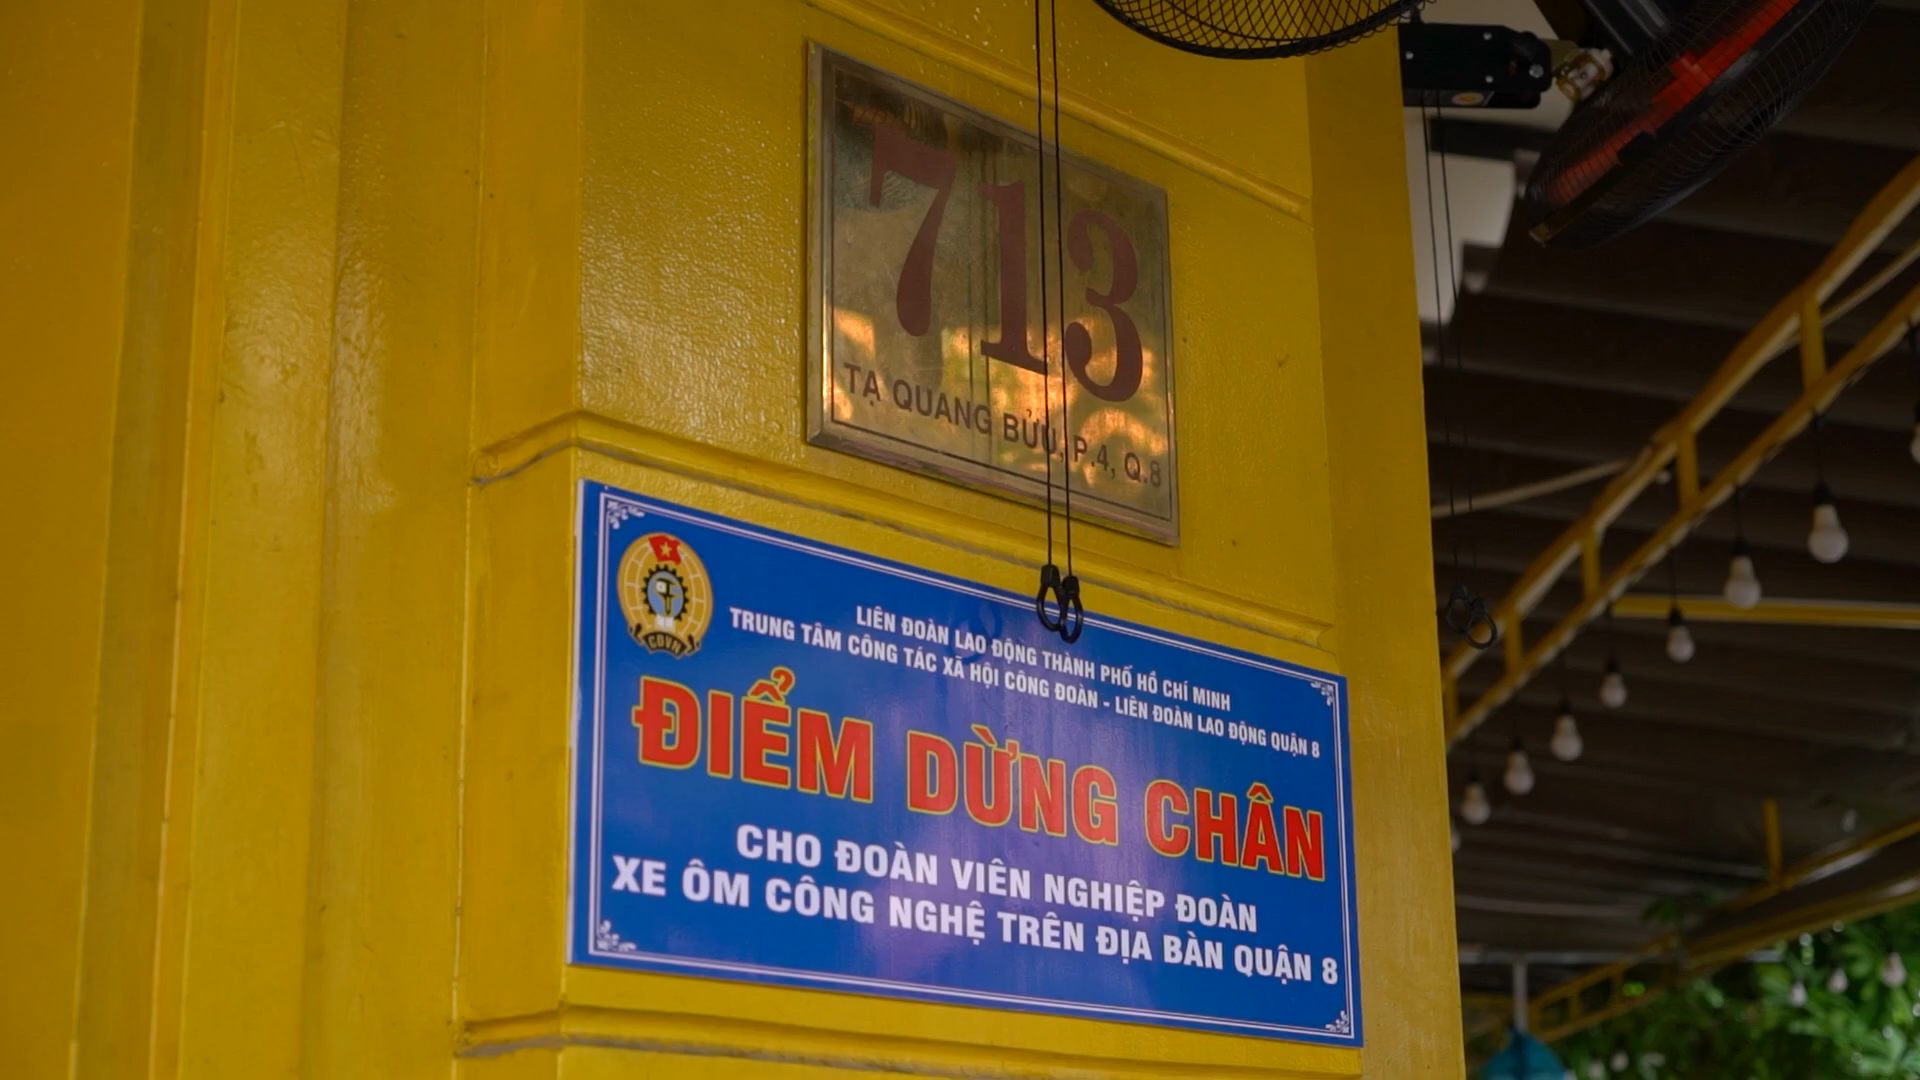 713
TẠ QUANG BỬU, P.4, Q.8
CĐVN
LIÊN ĐOÀN LAO ĐỘNG THÀNH PHỐ HỒ CHÍ MINH
TRUNG TÂM CÔNG TÁC XÃ HỘI CÔNG ĐOÀN - LIÊN ĐOÀN LAO ĐỘNG QUẬN 8
ĐIỂM DỪNG CHÂN
CHO ĐOÀN VIÊN NGHIỆP ĐOÀN
XE ÔM CÔNG NGHỆ TRÊN ĐỊA BÀN QUẬN 8